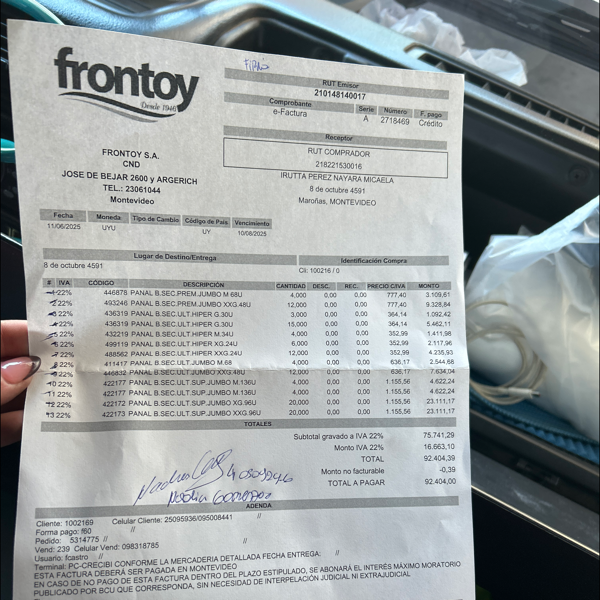 frontoy
Desde 1946
RUT Emisor
210148140017
Comprobante Serie Número F. pago
e-Factura A 2718469 Crédito
Receptor
RUT COMPRADOR
218221530016
IRUTTA PEREZ NAYARA MICAELA
8 de octubre 4591
Maroñas, MONTEVIDEO
FRONTOY S.A.
CND
JOSE DE BEJAR 2600 y ARGERICH
TEL.: 23061044
Montevideo
Fecha Moneda Tipo de Cambio Código de País Vencimiento
11/06/2025 UYU UY 10/08/2025
Lugar de Destino/Entrega Identificación Compra
8 de octubre 4591 Cli: 100216 / 0
# IVA CÓDIGO DESCRIPCIÓN CANTIDAD DESC. REC. PRECIO C/IVA MONTO
1 22% 446878 PANAL B.SEC.PREM.JUMBO M 68U 4,000 0,00 0,00 777,40 3.109,61
2 22% 493246 PANAL B.SEC.PREM.JUMBO XXG.48U 12,000 0,00 0,00 777,40 9.328,84
3 22% 436319 PANAL B.SEC.ULT.HIPER G.30U 3,000 0,00 0,00 364,14 1.092,42
4 22% 436319 PANAL B.SEC.ULT.HIPER G.30U 15,000 0,00 0,00 364,14 5.462,11
5 22% 432219 PANAL B.SEC.ULT.HIPER M.34U 4,000 0,00 0,00 352,99 1.411,98
6 22% 499119 PANAL B.SEC.ULT.HIPER XG.24U 6,000 0,00 0,00 352,99 2.117,96
7 22% 488562 PANAL B.SEC.ULT.HIPER XXG.24U 12,000 0,00 0,00 352,99 4.235,93
8 22% 411417 PANAL B.SEC.ULT.JUMBO M.68 4,000 0,00 0,00 636,17 2.544,68
9 22% 446832 PANAL B.SEC.ULT.JUMBO XXG.48U 12,000 0,00 0,00 636,17 7.634,04
10 22% 422177 PANAL B.SEC.ULT.SUP.JUMBO M.136U 4,000 0,00 0,00 1.155,56 4.622,24
11 22% 422177 PANAL B.SEC.ULT.SUP.JUMBO M.136U 4,000 0,00 0,00 1.155,56 4.622,24
12 22% 422172 PANAL B.SEC.ULT.SUP.JUMBO XG.96U 20,000 0,00 0,00 1.155,56 23.111,17
13 22% 422173 PANAL B.SEC.ULT.SUP.JUMBO XXG.96U 20,000 0,00 0,00 1.155,56 23.111,17
TOTALES
Subtotal gravado a IVA 22% 75.741,29
Monto IVA 22% 16.663,10
TOTAL 92.404,39
Monto no facturable -0,39
TOTAL A PAGAR 92.404,00
ADENDA
Cliente: 1002169 Celular Cliente: 25095936/095008441 //
Forma pago: f60 //
Pedido: 5314775 // //
Vend: 239 Celular Vend: 098318785
Usuario: fcastro //
Terminal: PC-CRECIBI CONFORME LA MERCADERIA DETALLADA FECHA ENTREGA: //
ESTA FACTURA DEBERÁ SER PAGADA EN MONTEVIDEO
EN CASO DE NO PAGO DE ESTA FACTURA DENTRO DEL PLAZO ESTIPULADO, SE ABONARÁ EL INTERÉS MÁXIMO MORATORIO
PUBLICADO POR BCU QUE CORRESPONDA, SIN NECESIDAD DE INTERPELACIÓN JUDICIAL NI EXTRAJUDICIAL